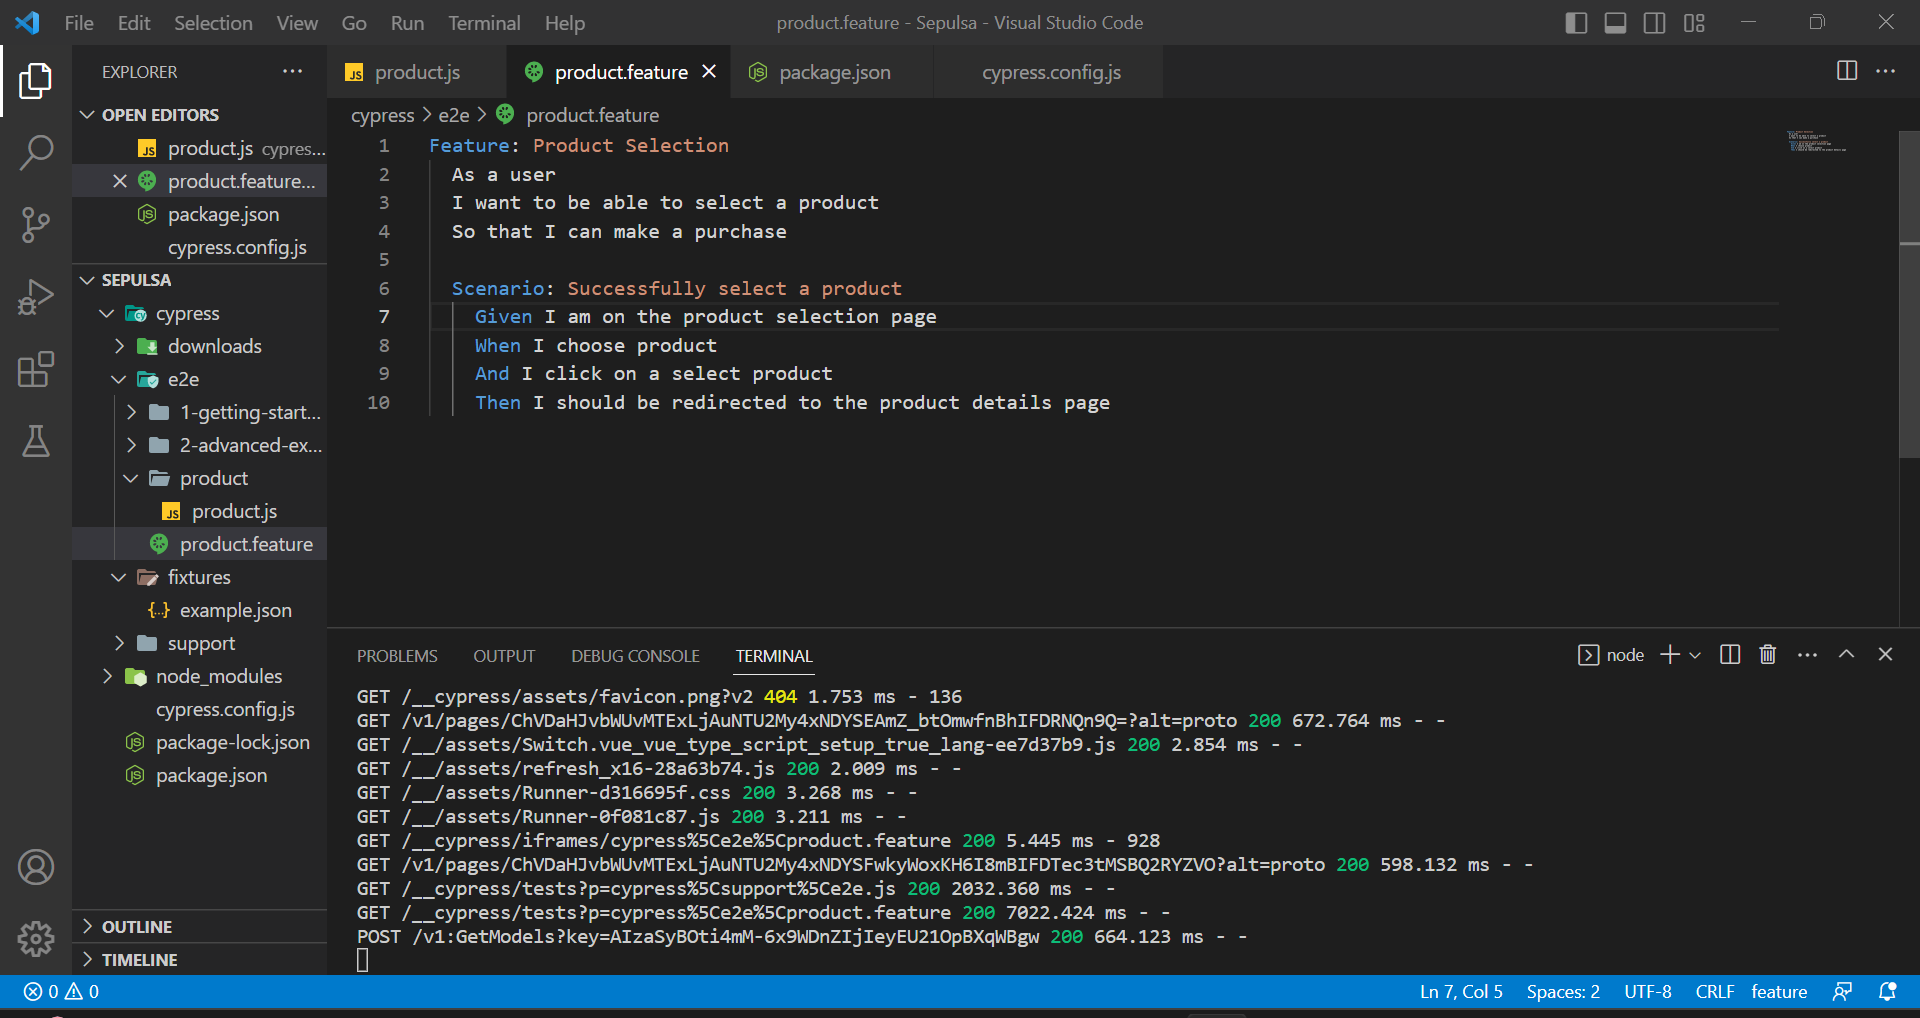 File Edit Selection View Go Run Terminal Help product.feature - Sepulsa - Visual Studio Code
EXPLORER
OPEN EDITORS
product.js cypres...
product.feature...
package.json
cypress.config.js
SEPULSA
cypress
downloads
e2e
1-getting-start...
2-advanced-ex...
product
product.js
product.feature
fixtures
example.json
support
node_modules
cypress.config.js
package-lock.json
package.json
OUTLINE
TIMELINE
product.js product.feature package.json cypress.config.js
cypress > e2e > product.feature
1 Feature: Product Selection
2 As a user
3 I want to be able to select a product
4 So that I can make a purchase
5
6 Scenario: Successfully select a product
7 Given I am on the product selection page
8 When I choose product
9 And I click on a select product
10 Then I should be redirected to the product details page
PROBLEMS OUTPUT DEBUG CONSOLE TERMINAL node
GET /__cypress/assets/favicon.png?v2 404 1.753 ms - 136
GET /v1/pages/ChVDaHJvbWUvMTExLjAuNTU2My4xNDYSEAmZ_btOmwfnBhIFDRNQn9Q=?alt=proto 200 672.764 ms - -
GET /__/assets/Switch.vue_vue_type_script_setup_true_lang-ee7d37b9.js 200 2.854 ms - -
GET /__/assets/refresh_x16-28a63b74.js 200 2.009 ms - -
GET /__/assets/Runner-d316695f.css 200 3.268 ms - -
GET /__/assets/Runner-0f081c87.js 200 3.211 ms - -
GET /__cypress/iframes/cypress%5Ce2e%5Cproduct.feature 200 5.445 ms - 928
GET /v1/pages/ChVDaHJvbWUvMTExLjAuNTU2My4xNDYSFwkyWoxKH6I8mBIFDTec3tMSBQ2RYZVO?alt=proto 200 598.132 ms - -
GET /__cypress/tests?p=cypress%5Csupport%5Ce2e.js 200 2032.360 ms - -
GET /__cypress/tests?p=cypress%5Ce2e%5Cproduct.feature 200 7022.424 ms - -
POST /v1:GetModels?key=AIzaSyBOti4mM-6x9WDnZIjIeyEU21OpBXqWBgw 200 664.123 ms - -
0 0 Ln 7, Col 5 Spaces: 2 UTF-8 CRLF feature